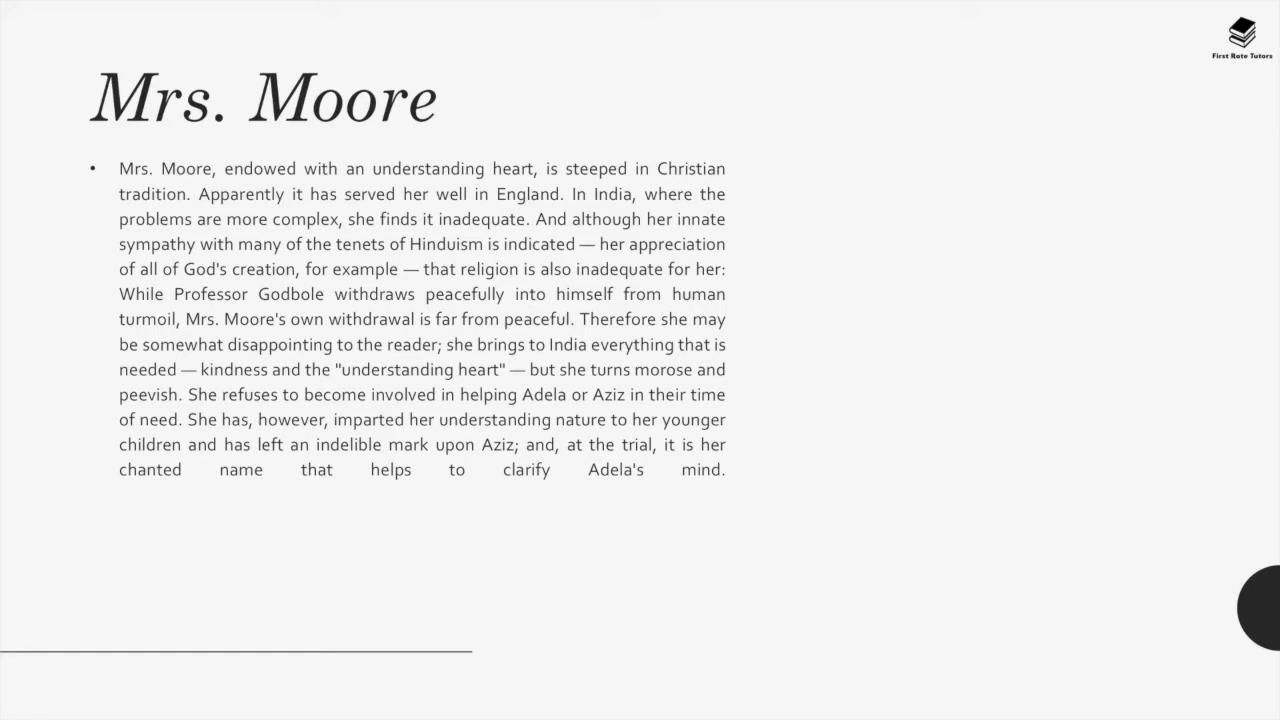 First Rate Tutors
Mrs. Moore
• Mrs. Moore, endowed with an understanding heart, is steeped in Christian
tradition. Apparently it has served her well in England. In India, where the
problems are more complex, she finds it inadequate. And although her innate
sympathy with many of the tenets of Hinduism is indicated — her appreciation
of all of God's creation, for example — that religion is also inadequate for her:
While Professor Godbole withdraws peacefully into himself from human
turmoil, Mrs. Moore's own withdrawal is far from peaceful. Therefore she may
be somewhat disappointing to the reader; she brings to India everything that is
needed — kindness and the "understanding heart" — but she turns morose and
peevish. She refuses to become involved in helping Adela or Aziz in their time
of need. She has, however, imparted her understanding nature to her younger
children and has left an indelible mark upon Aziz; and, at the trial, it is her
chanted name that helps to clarify Adela's mind.